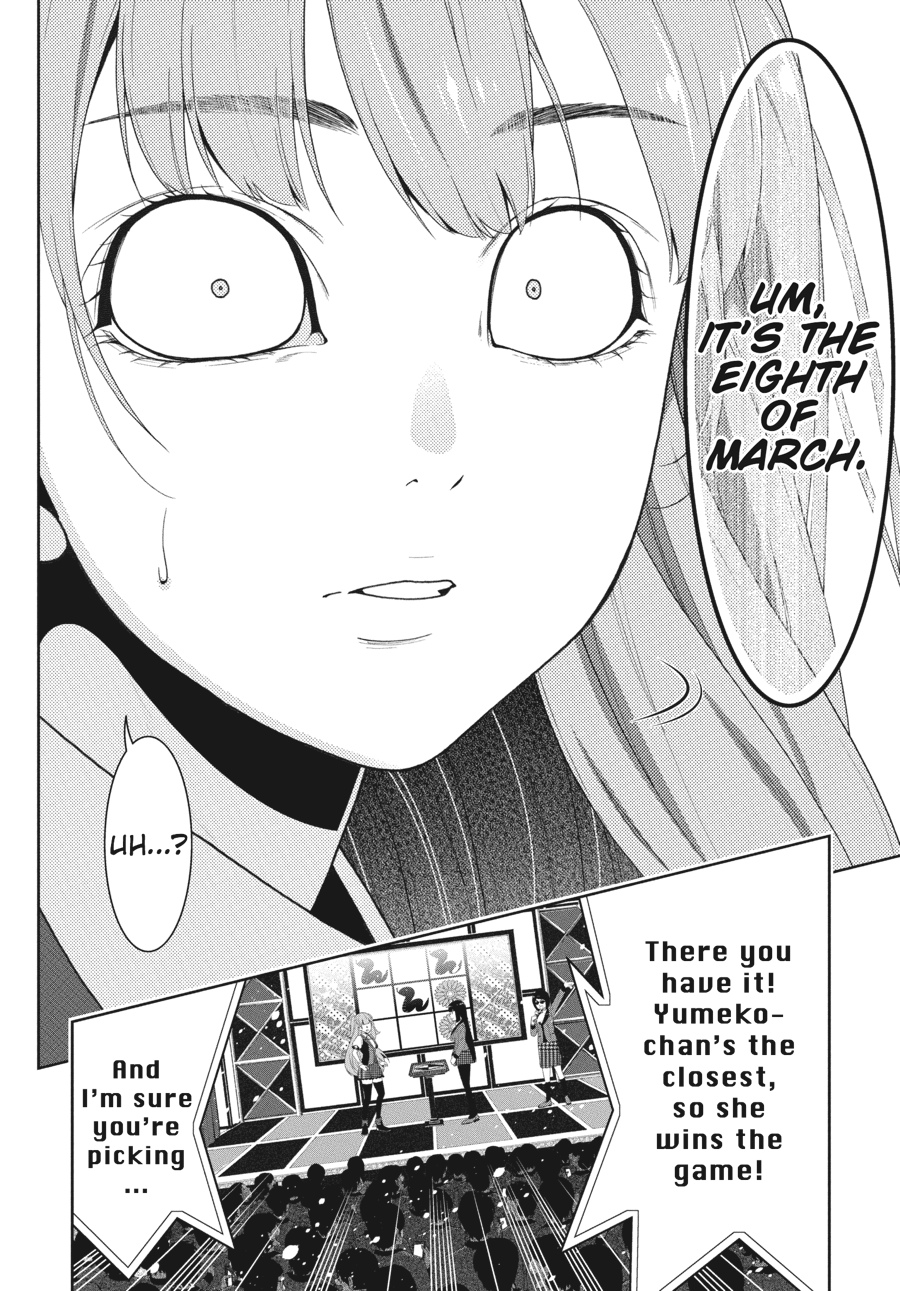 UM,
IT'S THE
EIGHTH
OF
MARCH.
UH...?
There you
have it!
Yumeko-
chan's the
closest,
so she
wins the
game!
And
I'm sure
you're
picking
...